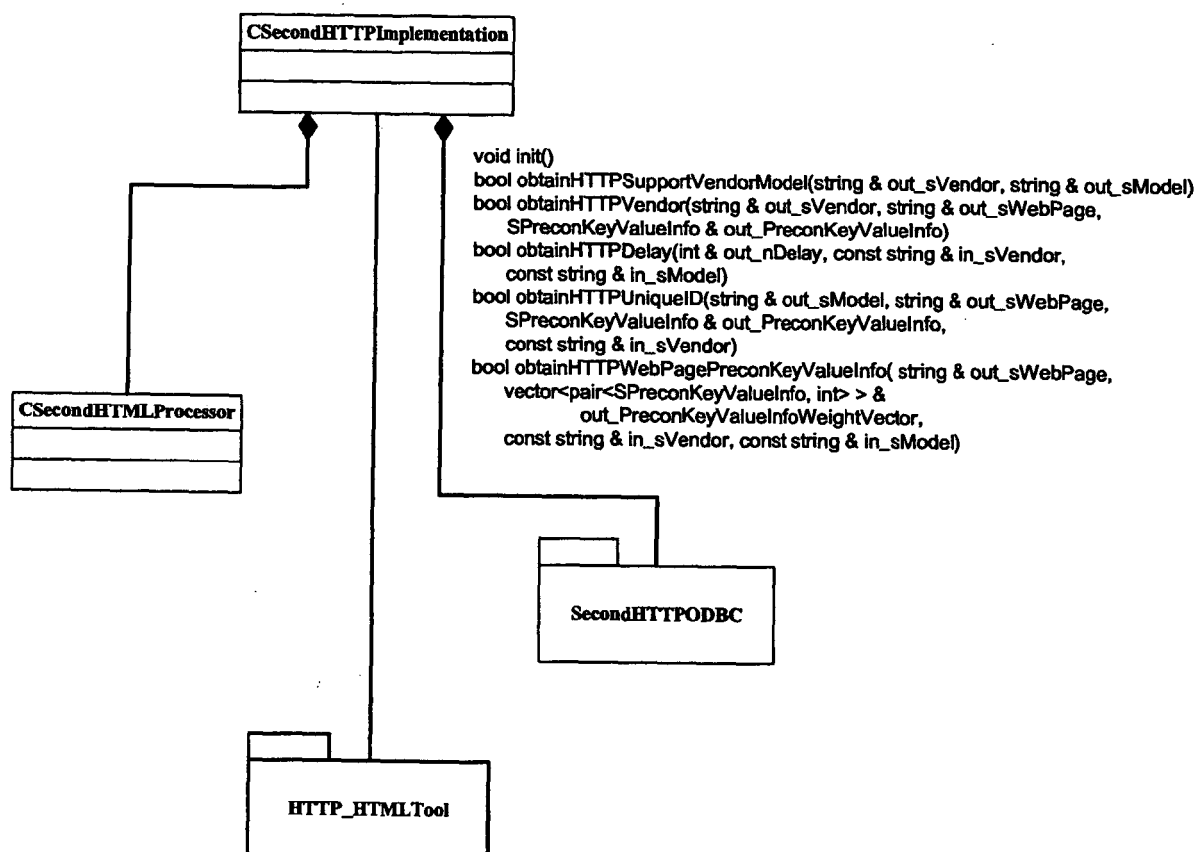 CSecondHTTPImplementation
void init()
bool obtainHTTPSupportVendorModel(string & out_sVendor, string & out_sModel)
bool obtainHTTPVendor(string & out_sVendor, string & out_sWebPage,
SPreconKeyValueInfo & out_PreconKeyValueInfo)
bool obtainHTTPDelay(int & out_nDelay, const string & in_sVendor,
const string & in_sModel)
bool obtainHTTPUniqueID(string & out_sModel, string & out_sWebPage,
SPreconKeyValueInfo & out_PreconKeyValueInfo,
const string & in_sVendor)
bool obtainHTTPWebPagePreconKeyValueInfo( string & out_sWebPage,
vector<pair<SPreconKeyValueInfo, int> > &
out_PreconKeyValueInfoWeightVector,
const string & in_sVendor, const string & in_sModel)
CSecondHTMLProcessor
SecondHTTPODBC
HTTP_HTMLTool